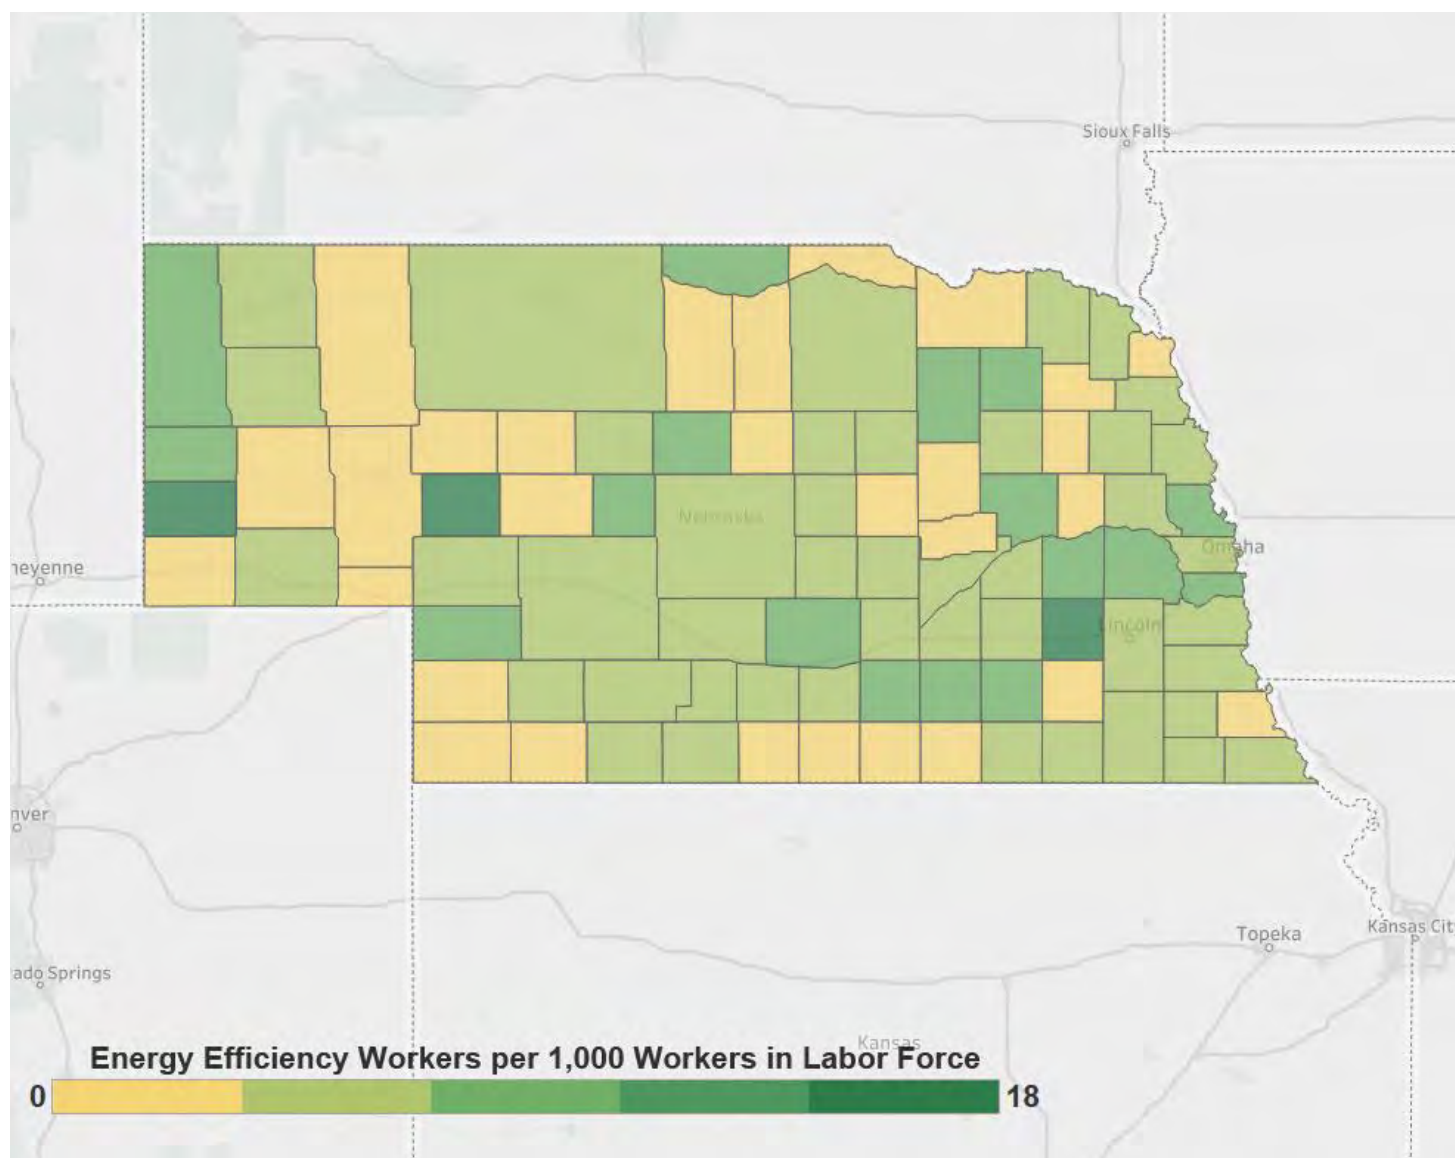 Sioux Falls
Nebraska
Omaha
heyenne
Lincoln
nver
Topeka
Kansas Cit
ado Springs
Kansas
Energy Efficiency Workers per 1,000 Workers in Labor Force
0
18